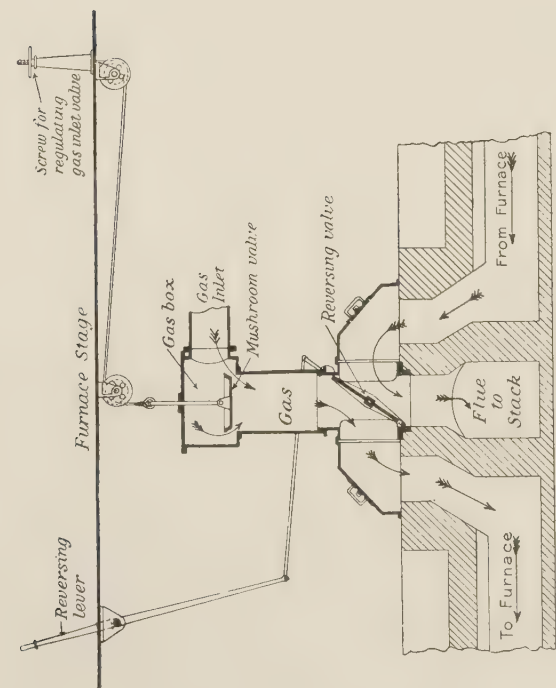 Screw for
regulating
gas inlet valve
Furnace Stage
Reversing
lever
Gas box
Gas
Inlet
Mushroom valve
Gas
Reversing valve
From Furnace
Flue
to
Stack
To Furnace